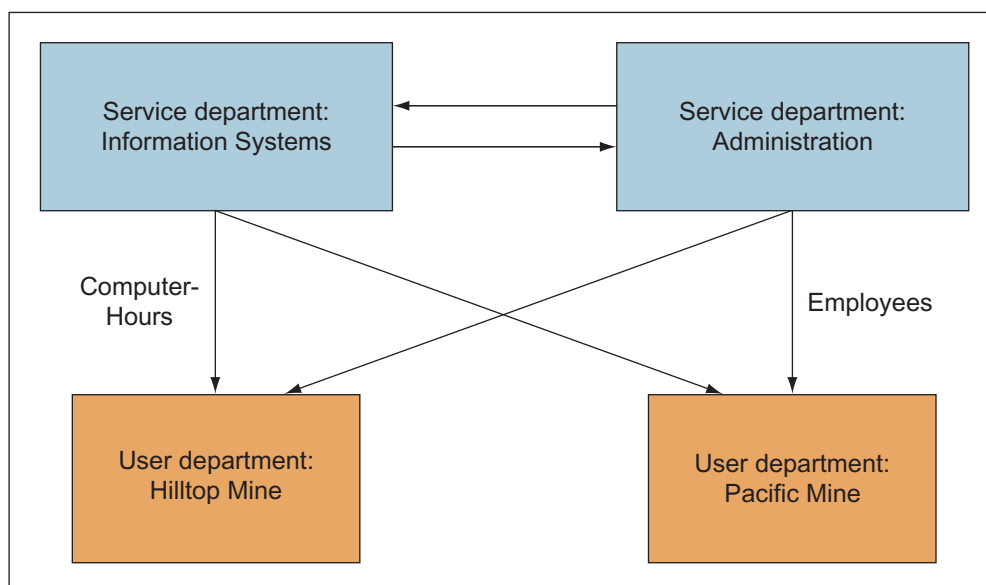 Service department:
Information Systems
Service department:
Administration
Computer-
Hours
Employees
User department:
Hilltop Mine
User department:
Pacific Mine